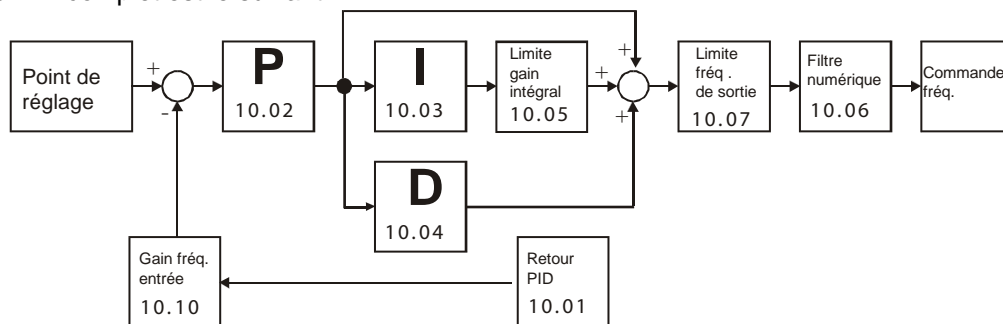 +
Point de
réglage
+
-
P
10.02
I
10.03
Limite
gain
intégral
10.05
+
+
Limite
fréq .
de sortie
10.07
Filtre
numérique
10.06
Commande
fréq.
D
10.04
Gain fréq.
entrée
10.10
Retour
PID
10.01